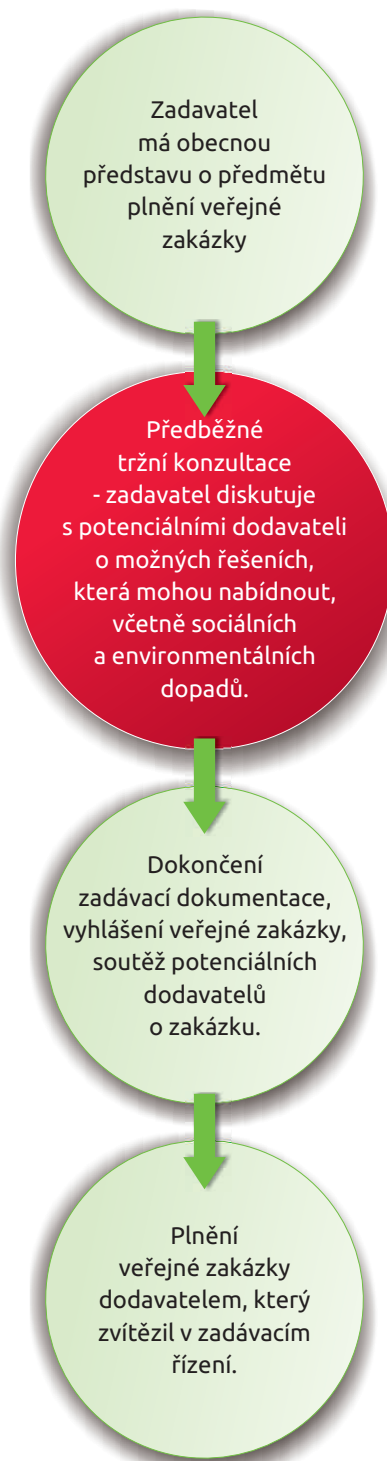 Zadavatel
má obecnou
představu o předmětu
plnění veřejné
zakázky
Předběžné
tržní konzultace
- zadavatel diskutuje
s potenciálními dodavateli
o možných řešeních,
která mohou nabídnout,
včetně sociálních
a environmentálních
dopadů.
Dokončení
zadávací dokumentace,
vyhlášení veřejné zakázky,
soutěž potenciálních
dodavatelů
o zakázku.
Plnění
veřejné zakázky
dodavatelem, který
zvítězil v zadávacím
řízení.